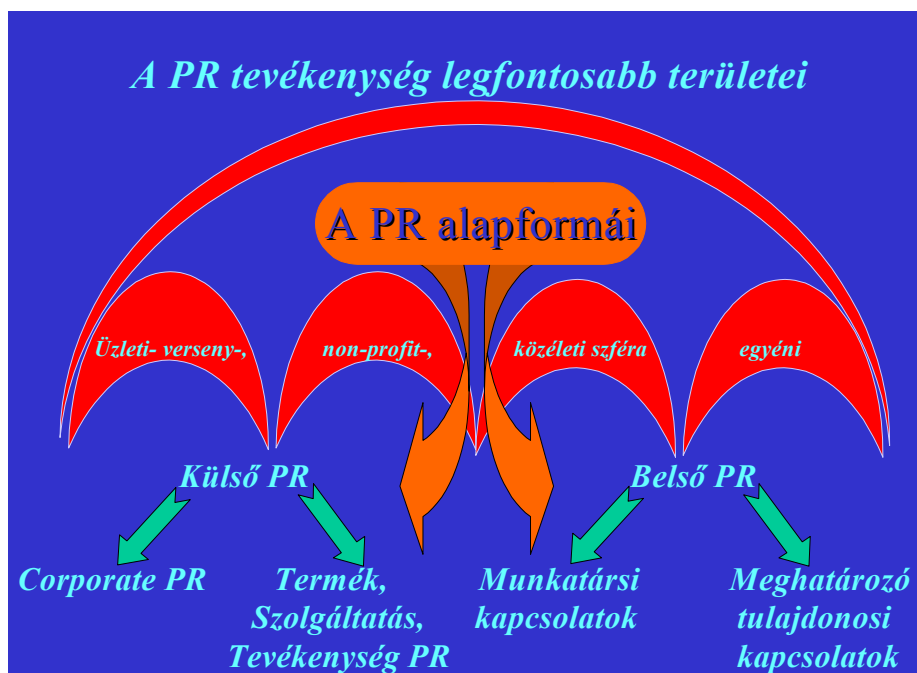 A PR tevékenység legfontosabb területei
A PR alapformái
Üzleti- verseny-,
non-profit-,
közéleti szféra
egyéni
Külső PR
Belső PR
Corporate PR
Termék,
Szolgáltatás,
Tevékenység PR
Munkatársi
kapcsolatok
Meghatározó
tulajdonosi
kapcsolatok